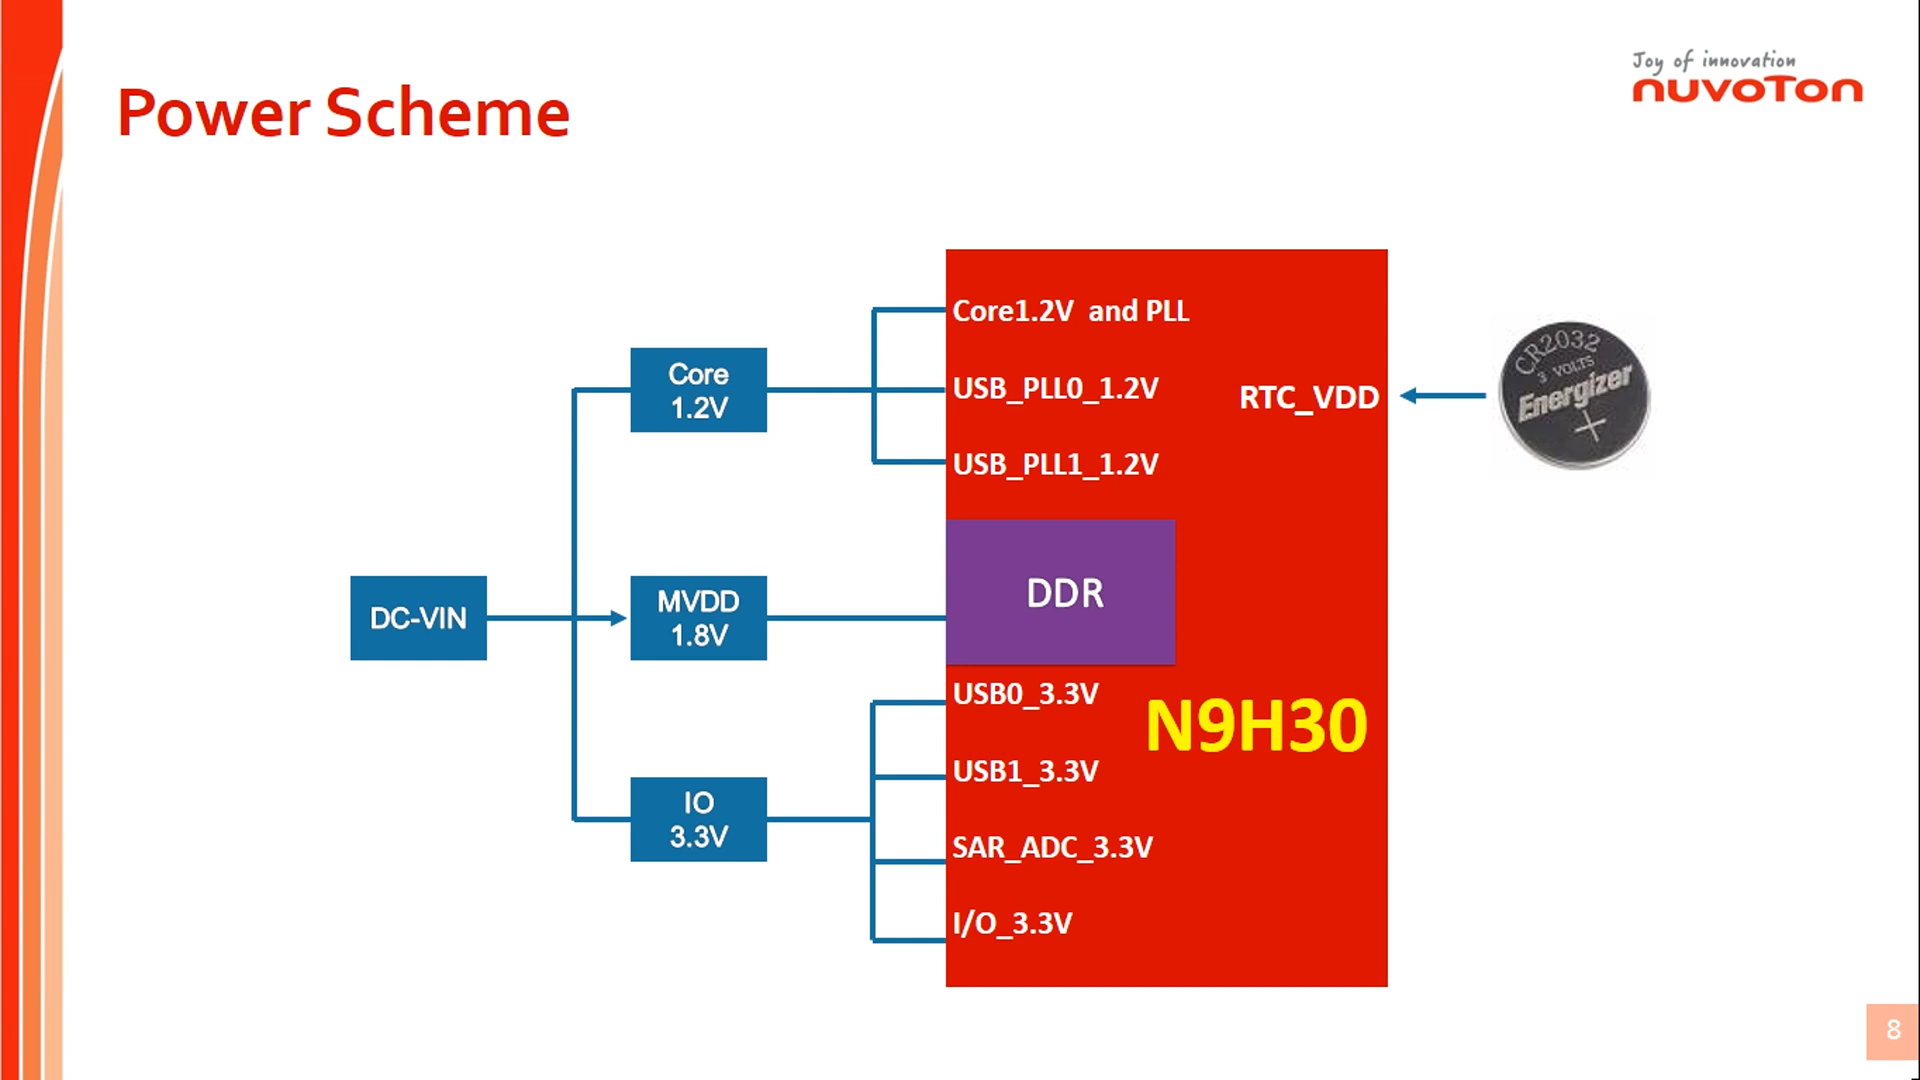 Joy of innovation
nuvoTon
Power Scheme
Core1.2V and PLL
Core
1.2V
USB_PLL0_1.2V
RTC_VDD
CR2032
3 VOLTS
Energizer
+
USB_PLL1_1.2V
DC-VIN
MVDD
1.8V
DDR
USB0_3.3V
N9H30
USB1_3.3V
IO
3.3V
SAR_ADC_3.3V
I/O_3.3V
8